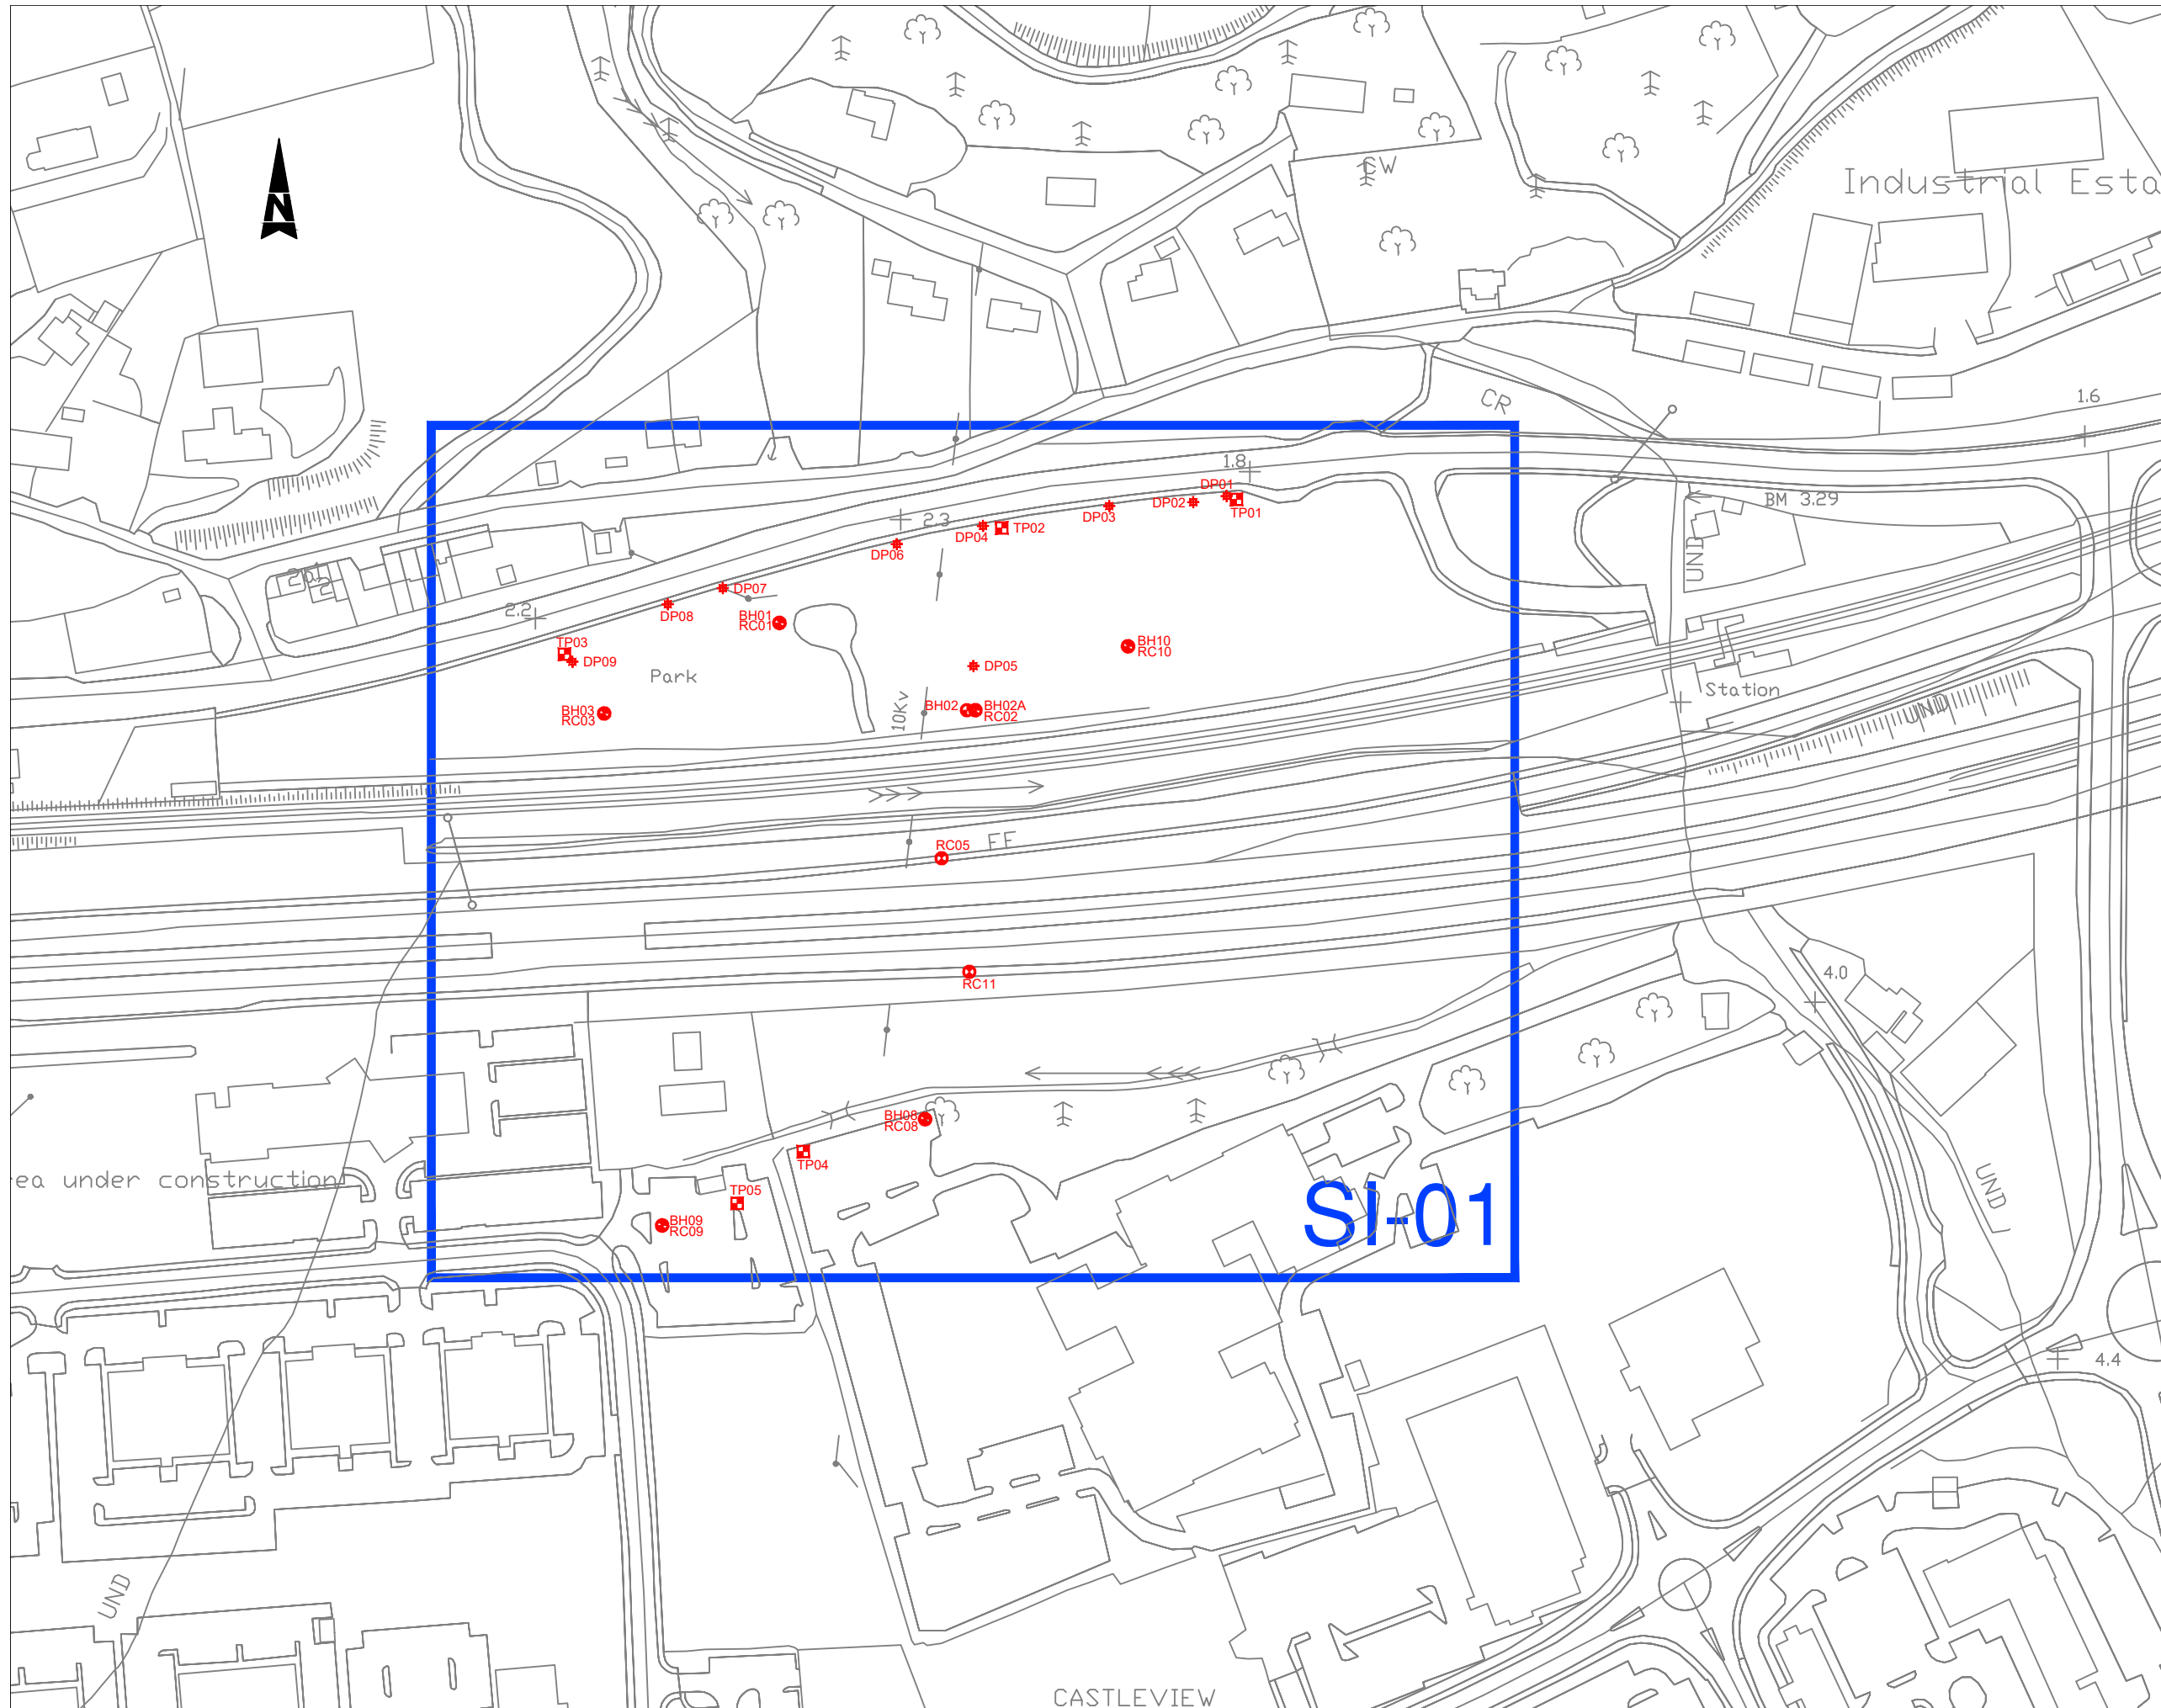 CW
Industrial Esta
N
CR
1.6
1.8
DP01
DP02
BM 3.29
DP03
TP01
2.3
DP04
TP02
DP06
UND
DP07
2.2
DP08
BH01
RC01
TP03
DP09
BH10
RC10
DP05
Park
Station
10Kv
BH02
BH02A
RC02
BH03
RC03
UND
FF
RC05
4.0
RC11
BH08
RC08
TP04
ea under construction
TP05
BH09
RC09
SI-01
UND
4.4
UND
CASTLEVIEW